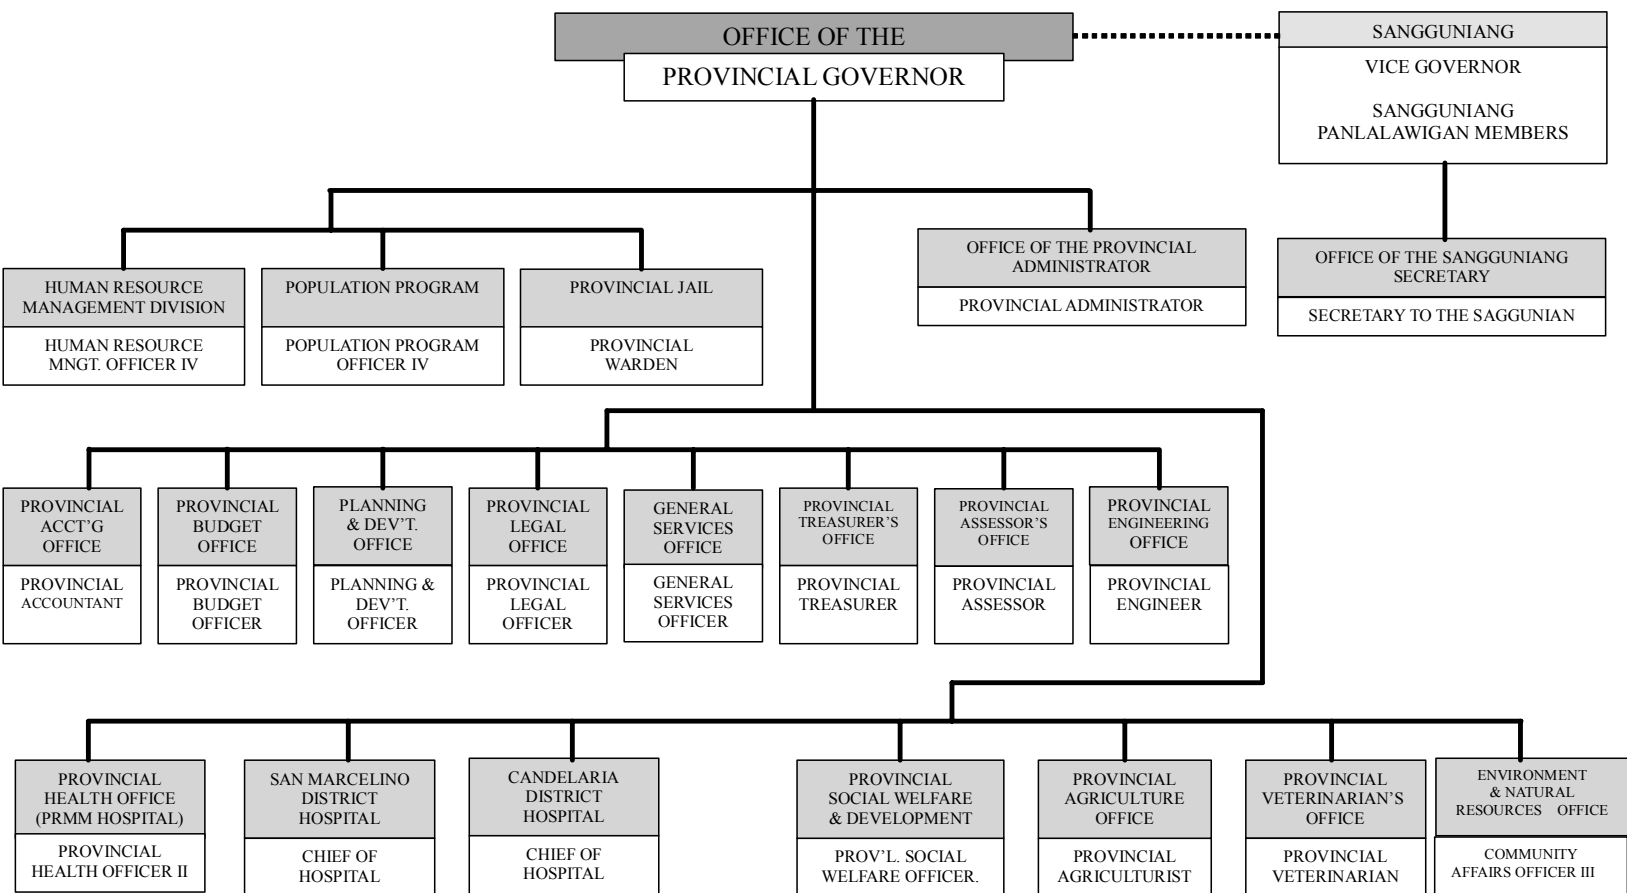 OFFICE OF THE
PROVINCIAL GOVERNOR
SANGGUNIANG
VICE GOVERNOR
SANGGUNIANG
PANLALAWIGAN MEMBERS
HUMAN RESOURCE
MANAGEMENT DIVISION
HUMAN RESOURCE
MNGT. OFFICER IV
POPULATION PROGRAM
POPULATION PROGRAM
OFFICER IV
PROVINCIAL JAIL
PROVINCIAL
WARDEN
OFFICE OF THE PROVINCIAL
ADMINISTRATOR
PROVINCIAL ADMINISTRATOR
OFFICE OF THE SANGGUNIANG
SECRETARY
SECRETARY TO THE SAGGUNIAN
PROVINCIAL
ACCT'G
OFFICE
PROVINCIAL
ACCOUNTANT
PROVINCIAL
BUDGET
OFFICE
PROVINCIAL
BUDGET
OFFICER
PLANNING
& DEV'T.
OFFICE
PLANNING &
DEV'T.
OFFICER
PROVINCIAL
LEGAL
OFFICE
PROVINCIAL
LEGAL
OFFICER
GENERAL
SERVICES
OFFICE
GENERAL
SERVICES
OFFICER
PROVINCIAL
TREASURER'S
OFFICE
PROVINCIAL
TREASURER
PROVINCIAL
ASSESSOR'S
OFFICE
PROVINCIAL
ASSESSOR
PROVINCIAL
ENGINEERING
OFFICE
PROVINCIAL
ENGINEER
PROVINCIAL
HEALTH OFFICE
(PRMM HOSPITAL)
PROVINCIAL
HEALTH OFFICER II
SAN MARCELINO
DISTRICT
HOSPITAL
CHIEF OF
HOSPITAL
CANDELARIA
DISTRICT
HOSPITAL
CHIEF OF
HOSPITAL
PROVINCIAL
SOCIAL WELFARE
& DEVELOPMENT
PROV'L. SOCIAL
WELFARE OFFICER.
PROVINCIAL
AGRICULTURE
OFFICE
PROVINCIAL
AGRICULTURIST
PROVINCIAL
VETERINARIAN'S
OFFICE
PROVINCIAL
VETERINARIAN
ENVIRONMENT
& NATURAL
RESOURCES OFFICE
COMMUNITY
AFFAIRS OFFICER III